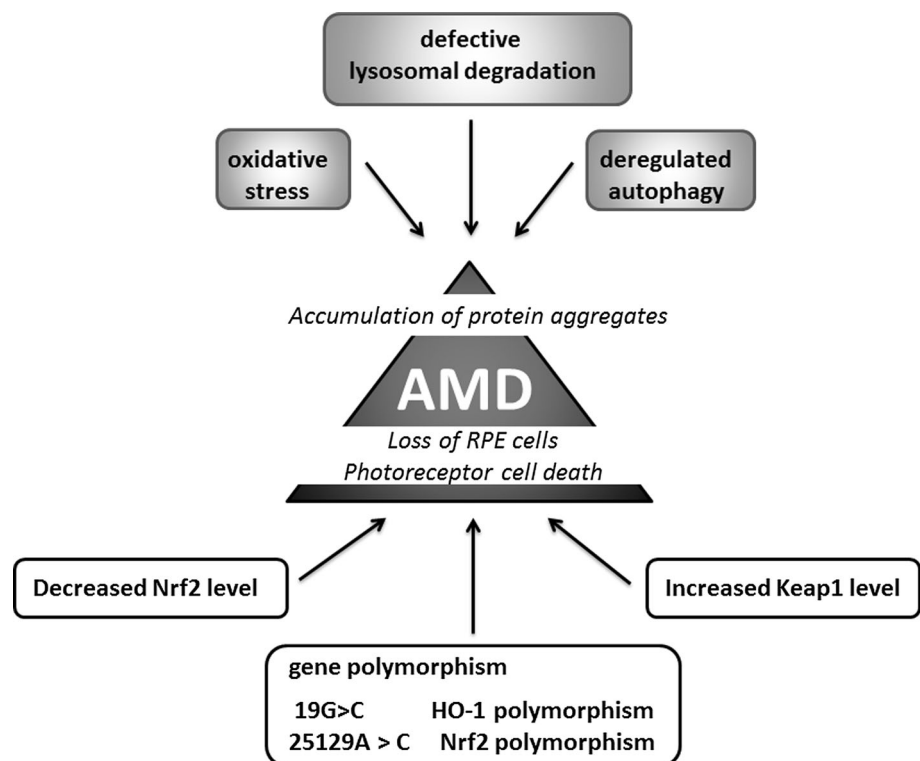 defective
lysosomal degradation
oxidative
stress
deregulated
autophagy
Accumulation of protein aggregates
AMD
Loss of RPE cells
Photoreceptor cell death
Decreased Nrf2 level
Increased Keap1 level
gene polymorphism
19G>C HO-1 polymorphism
25129A > C Nrf2 polymorphism